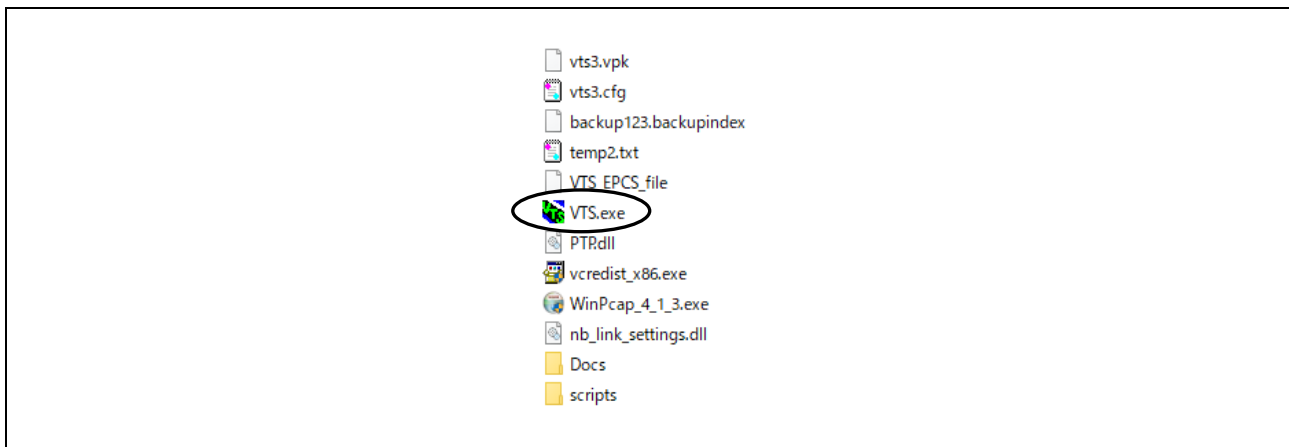 vts3.vpk
vts3.cfg
backup123.backupindex
temp2.txt
VTS_EPCS_file
VTS.exe
PTP.dll
vcredist_x86.exe
WinPcap_4_1_3.exe
nb_link_settings.dll
Docs
scripts